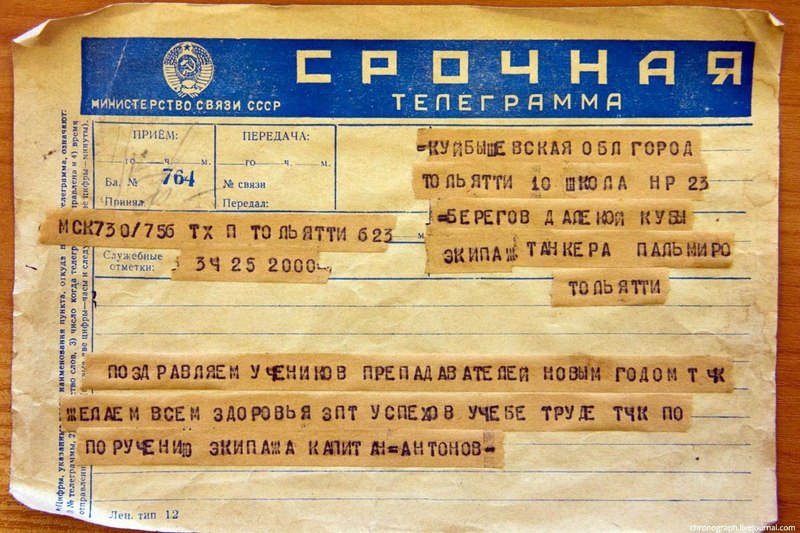 СРОЧНАЯ
МИНИСТЕРСТВО СВЯЗИ СССР
ТЕЛЕГРАММА
ПРИЁМ:
го ч. м.
Бл. № 764
Принял
ПЕРЕДАЧА:
го ч. м.
№ связи
Передал:
=КУЙБЫШЕВСКАЯ ОБЛ ГОРОД
ТОЛЬЯТТИ 10 ШКОЛА НР 23
=БЕРЕГОВ ДАЛЕКОЙ КУБЫ
ЭКИПАЖ ТАНКЕРА ПАЛЬМИРО
ТОЛЬЯТТИ
МСК730/756 ТХ П ТОЛЬЯТТИ 623
Служебные
отметки:
34 25 2000=
ПОЗДРАВЛЯЕМ УЧЕНИКОВ ПРЕПАДАВАТЕЛЕЙ НОВЫМ ГОДОМ ТЧК
ЖЕЛАЕМ ВСЕМ ЗДОРОВЬЯ ЗПТ УСПЕХОВ УЧЕБЕ ТРУДЕ ТЧК ПО
ПОРУЧЕНИЮ ЭКИПАЖА КАПИТАН=АНТОНОВ-
Лен. тип 12
chronograph.livejournal.com